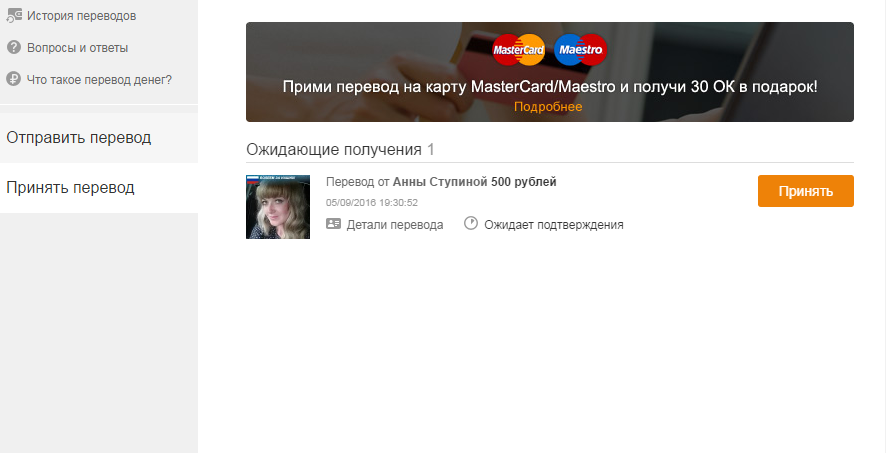 История переводов
Вопросы и ответы
Что такое перевод денег?
Отправить перевод
Принять перевод
MasterCard Maestro
Прими перевод на карту MasterCard/Maestro и получи 30 ОК в подарок!
Подробнее
Ожидающие получения 1
Перевод от Анны Ступиной 500 рублей
05/09/2016 19:30:52
Детали перевода Ожидает подтверждения
Принять